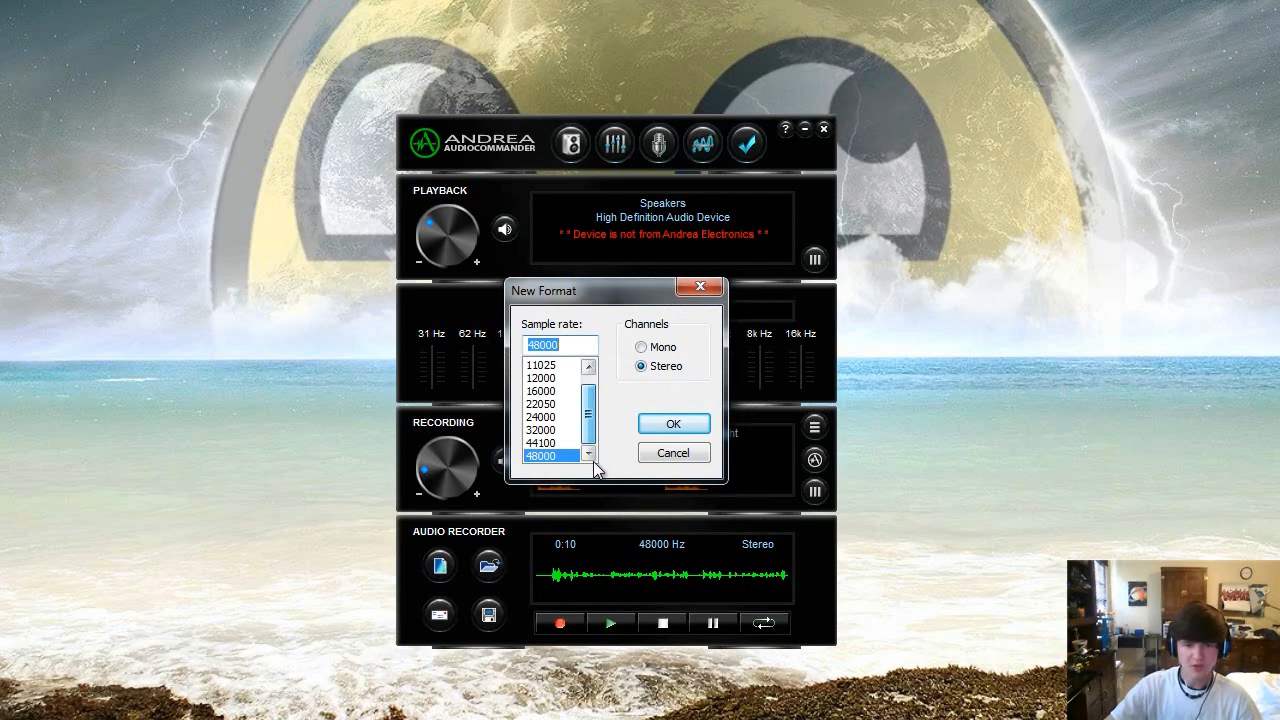 ANDREA
AUDIOCOMMANDER
?
PLAYBACK
Speakers
High Definition Audio Device
* * Device is not from Andrea Electronics * *
- +
31 Hz 62 Hz 1 8k Hz 16k Hz
New Format
Sample rate:
48000
11025
12000
16000
22050
24000
32000
44100
48000
Channels
Mono
Stereo
OK
Cancel
RECORDING
ht
- +
AUDIO RECORDER
0:10 48000 Hz Stereo